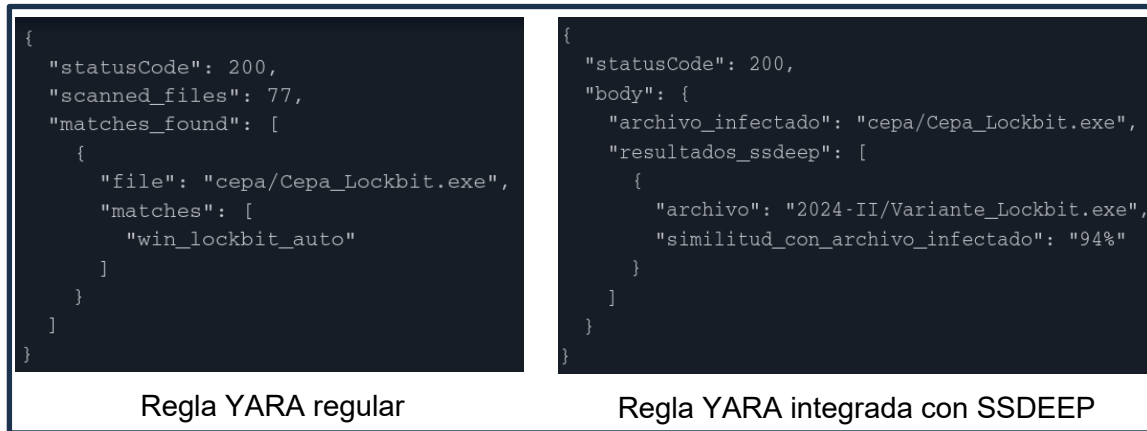 {
"statusCode": 200,
"scanned_files": 77,
"matches_found": [
{
"file": "cepa/Cepa_Lockbit.exe",
"matches": [
"win_lockbit_auto"
]
}
]
}
Regla YARA regular
{
"statusCode": 200,
"body": {
"archivo_infectado": "cepa/Cepa_Lockbit.exe",
"resultados_ssdeep": [
{
"archivo": "2024-II/Variante_Lockbit.exe",
"similitud_con_archivo_infectado": "94%"
}
]
}
}
Regla YARA integrada con SSDEEP